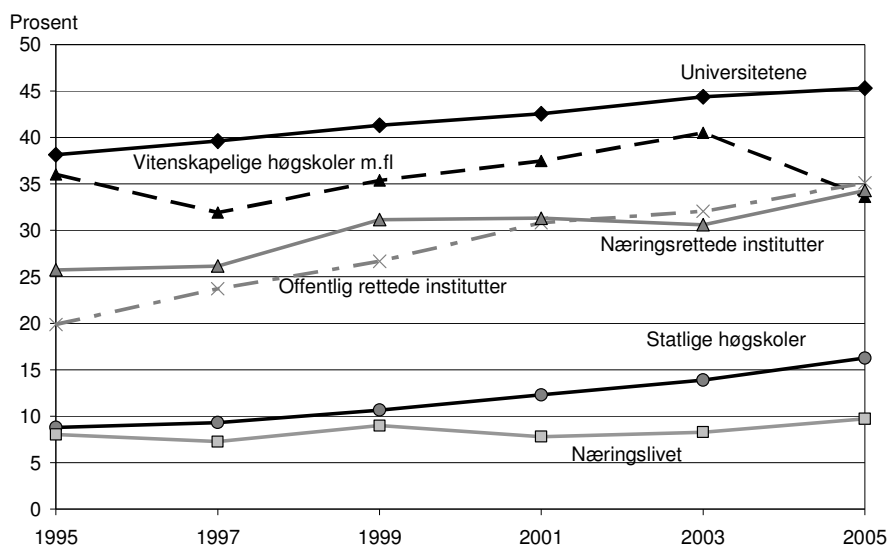 Prosent
50
45
40
35
30
25
20
15
10
5
0
Universitetene
Vitenskapelige høgskoler m.fl
Næringsrettede institutter
Offentlig rettede institutter
Statlige høgskoler
Næringslivet
1995 1997 1999 2001 2003 2005